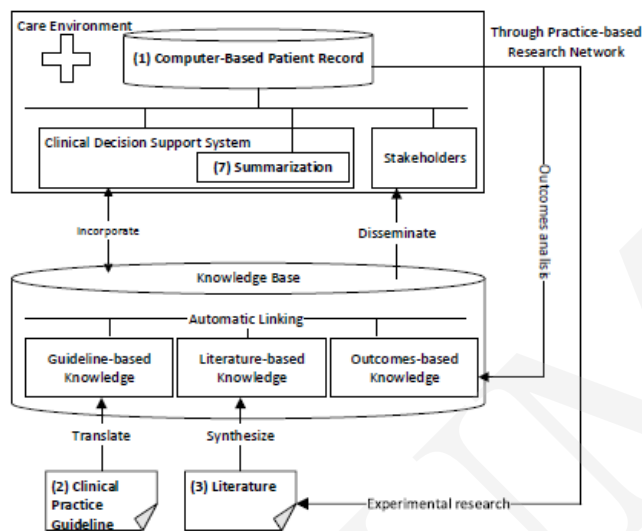 Care Environment
(1) Computer-Based Patient Record
Through Practice-based
Research Network
Clinical Decision Support System
(7) Summarization
Stakeholders
Outcomes analisis
Incorporate
Disseminate
Knowledge Base
Automatic Linking
Guideline-based
Knowledge
Literature-based
Knowledge
Outcomes-based
Knowledge
Translate
Synthesize
(2) Clinical
Practice
Guideline
(3) Literature
Experimental research